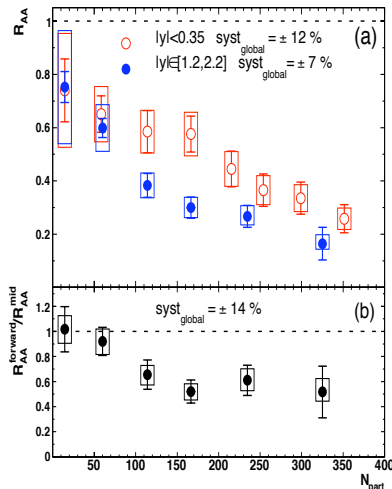 R_AA
1
0.8
0.6
0.4
0.2
(a)
|y|<0.35 syst_global = ± 12 %
|y|∈[1.2,2.2] syst_global = ± 7 %
R_AA^forward/R_AA^mid
1.2
1
0.8
0.6
0.4
0.2
0
(b)
syst_global = ± 14 %
0 50 100 150 200 250 300 350 400
N_part